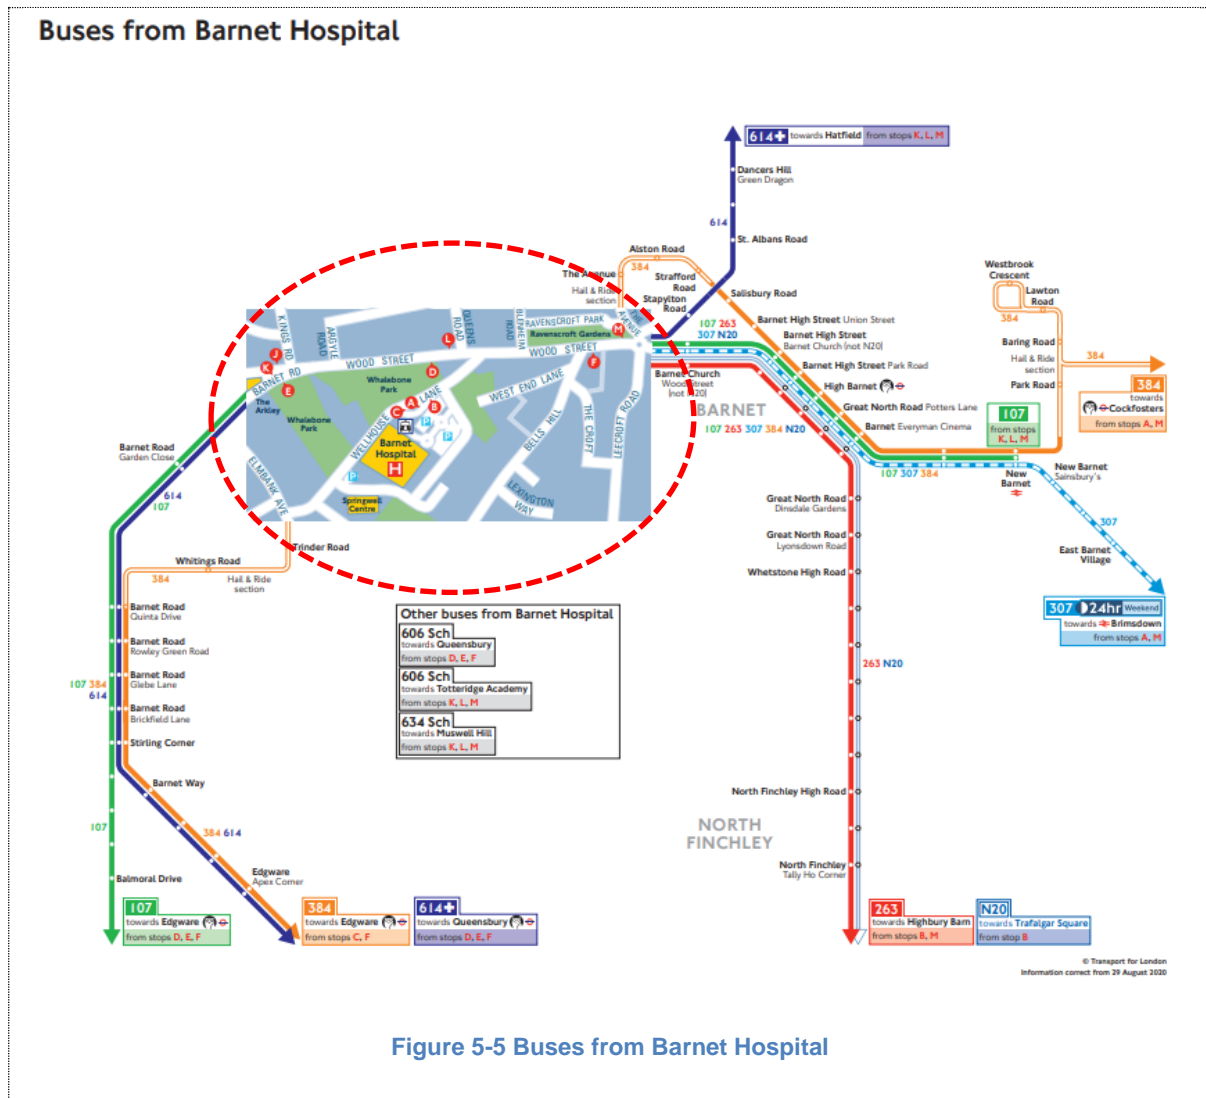 Buses from Barnet Hospital
614+ towards Hatfield from stops K, L, M
Dancers Hill
Green Dragon
614
St. Albans Road
Alston Road
384
The Avenue
Hail & Ride
section
Strafford
Road
Stapylton
Road
Salisbury Road
107 263
307 N20
Barnet High Street Union Street
Barnet High Street
Barnet Church (not N20)
Barnet High Street Park Road
High Barnet
Great North Road Potters Lane
Barnet Everyman Cinema
Westbrook
Crescent
Lawton
Road
384
Baring Road
Hail & Ride
section
Park Road
384
384
towards
Cockfosters
from stops A, M
107
from stops
K, L, M
107 307 384
New
Barnet
New Barnet
Sainsbury's
307
East Barnet
Village
307 24hr Weekend
towards Brimsdown
from stops A, M
KINGS RD
ARGYLE
ROAD
QUEENS
ROAD
BLENHEIM
ROAD
RAVENSCROFT PARK
Ravenscroft Gardens
THE
AVENUE
M
L
J
K
E
D
F
C
A
B
WOOD STREET
WOOD STREET
BARNET RD
The
Arkley
Whalebone
Park
Whalebone
Park
WELLHOUSE LANE
WEST END LANE
BELLS HILL
THE CROFT
LEECROFT ROAD
LEXINGTON
WAY
ELMBANK AVE
Barnet
Hospital
H
P
P
P
Springwell
Centre
Barnet Church
Wood Street
(not N20)
BARNET
107 263 307 384 N20
Barnet Road
Garden Close
614
107
Trinder Road
Whitings Road
384
Hail & Ride
section
Barnet Road
Quinta Drive
Barnet Road
Rowley Green Road
Barnet Road
Glebe Lane
107 384
614
Barnet Road
Brickfield Lane
Stirling Corner
Barnet Way
107
384 614
Balmoral Drive
Edgware
Apex Corner
107
towards Edgware
from stops D, E, F
384
towards Edgware
from stops C, F
614+
towards Queensbury
from stops D, E, F
Other buses from Barnet Hospital
606 Sch
towards Queensbury
from stops D, E, F
606 Sch
towards Totteridge Academy
from stops K, L, M
634 Sch
towards Muswell Hill
from stops K, L, M
Great North Road
Dinsdale Gardens
Great North Road
Lyonsdown Road
Whetstone High Road
263 N20
North Finchley High Road
NORTH
FINCHLEY
North Finchley
Tally Ho Corner
263
towards Highbury Barn
from stops B, M
N20
towards Trafalgar Square
from stop B
© Transport for London
Information correct from 29 August 2020
Figure 5-5 Buses from Barnet Hospital